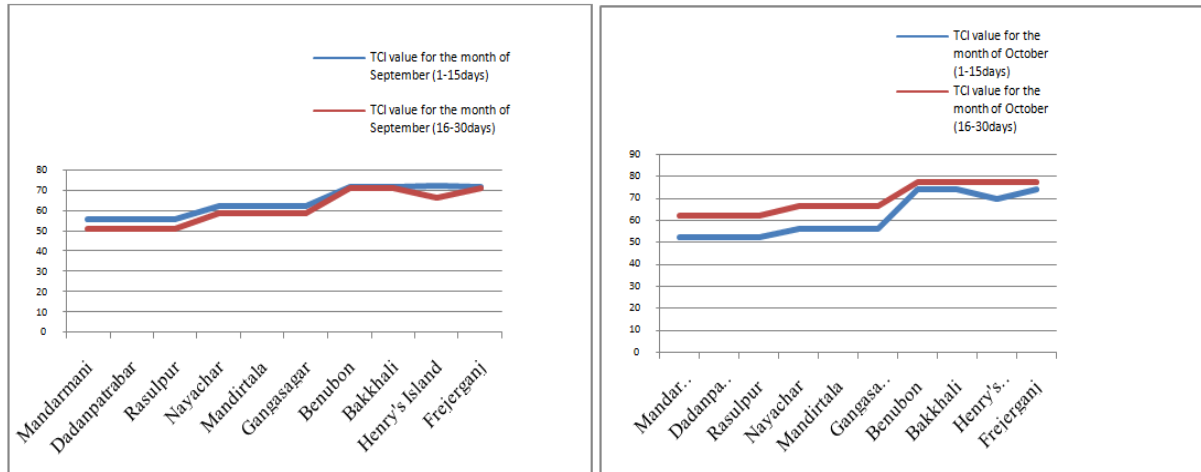 TCI value for the month of
September (1-15days)
TCI value for the month of
September (16-30days)
80
70
60
50
40
30
20
10
0
Mandarmani
Dadanpatrabar
Rasulpur
Nayachar
Mandirtala
Gangasagar
Benubon
Bakkhali
Henry's Island
Frejerganj
TCI value for the
month of October
(1-15days)
TCI value for the
month of October
(16-30days)
90
80
70
60
50
40
30
20
10
0
Mandar..
Dadanpa..
Rasulpur
Nayachar
Mandirtala
Gangasa..
Benubon
Bakkhali
Henry's..
Frejerganj